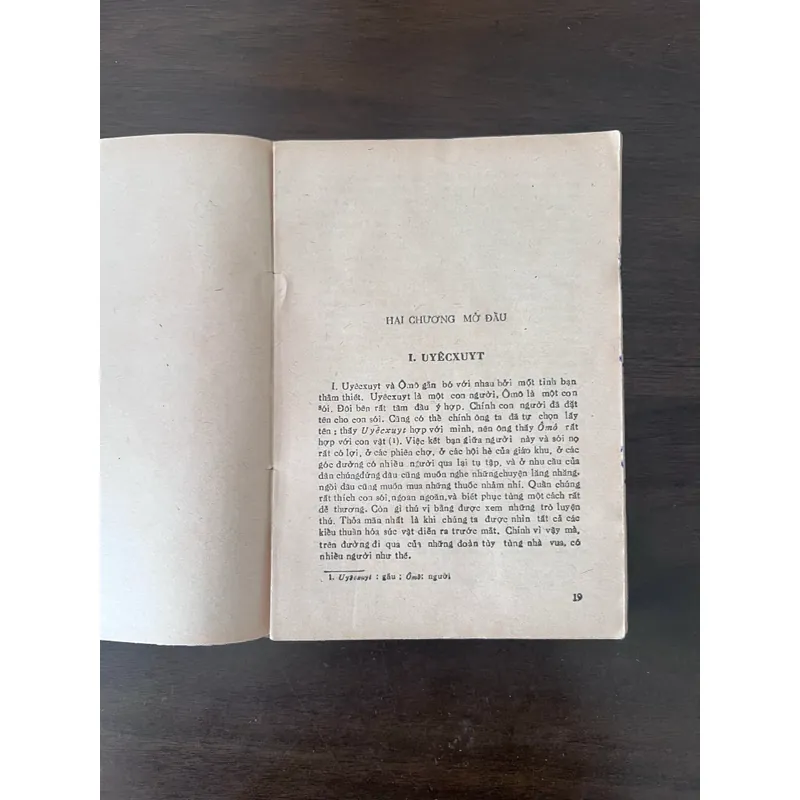 HAI CHƯƠNG MỞ ĐẦU
I. UYÊCXUYT
I. Uyêcxuyt và Ômô gắn bó với nhau bởi một tình bạn
thắm thiết. Uyêcxuyt là một con người, Ômô là một con
sói. Đôi bên rất tâm đầu ý hợp. Chính con người đã đặt
tên cho con sói. Cũng có thể chính ông ta đã tự chọn lấy
tên ; thấy Uyêcxuyt hợp với mình, nên ông thấy Ômô rất
hợp với con vật (1). Việc kết bạn giữa người này và sói nọ
rất có lợi, ở các phiên chợ, ở các hội hè của giáo khu, ở các
góc đường có nhiều người qua lại tụ tập, và ở nhu cầu của
dân chúngđứng đâu cũng muốn nghe nhữngchuyện lăng nhăng,
ngồi đâu cũng muốn mua những thuốc nhảm nhí. Quần chúng
rất thích con sói,ngoan ngoãn,và biết phục tùng một cách rất
dễ thương. Còn gì thú vị bằng được xem những trò luyện
thú. Thỏa mãn nhất là khi chúng ta được nhìn tất cả các
kiểu thuần hóa súc vật diễn ra trước mắt. Chính vì vậy mà,
trên đường đi qua của những đoàn tùy tùng nhà vua, có
nhiều người như thế.
1. Uyêcxuyt : gấu ; Ômô: người
19